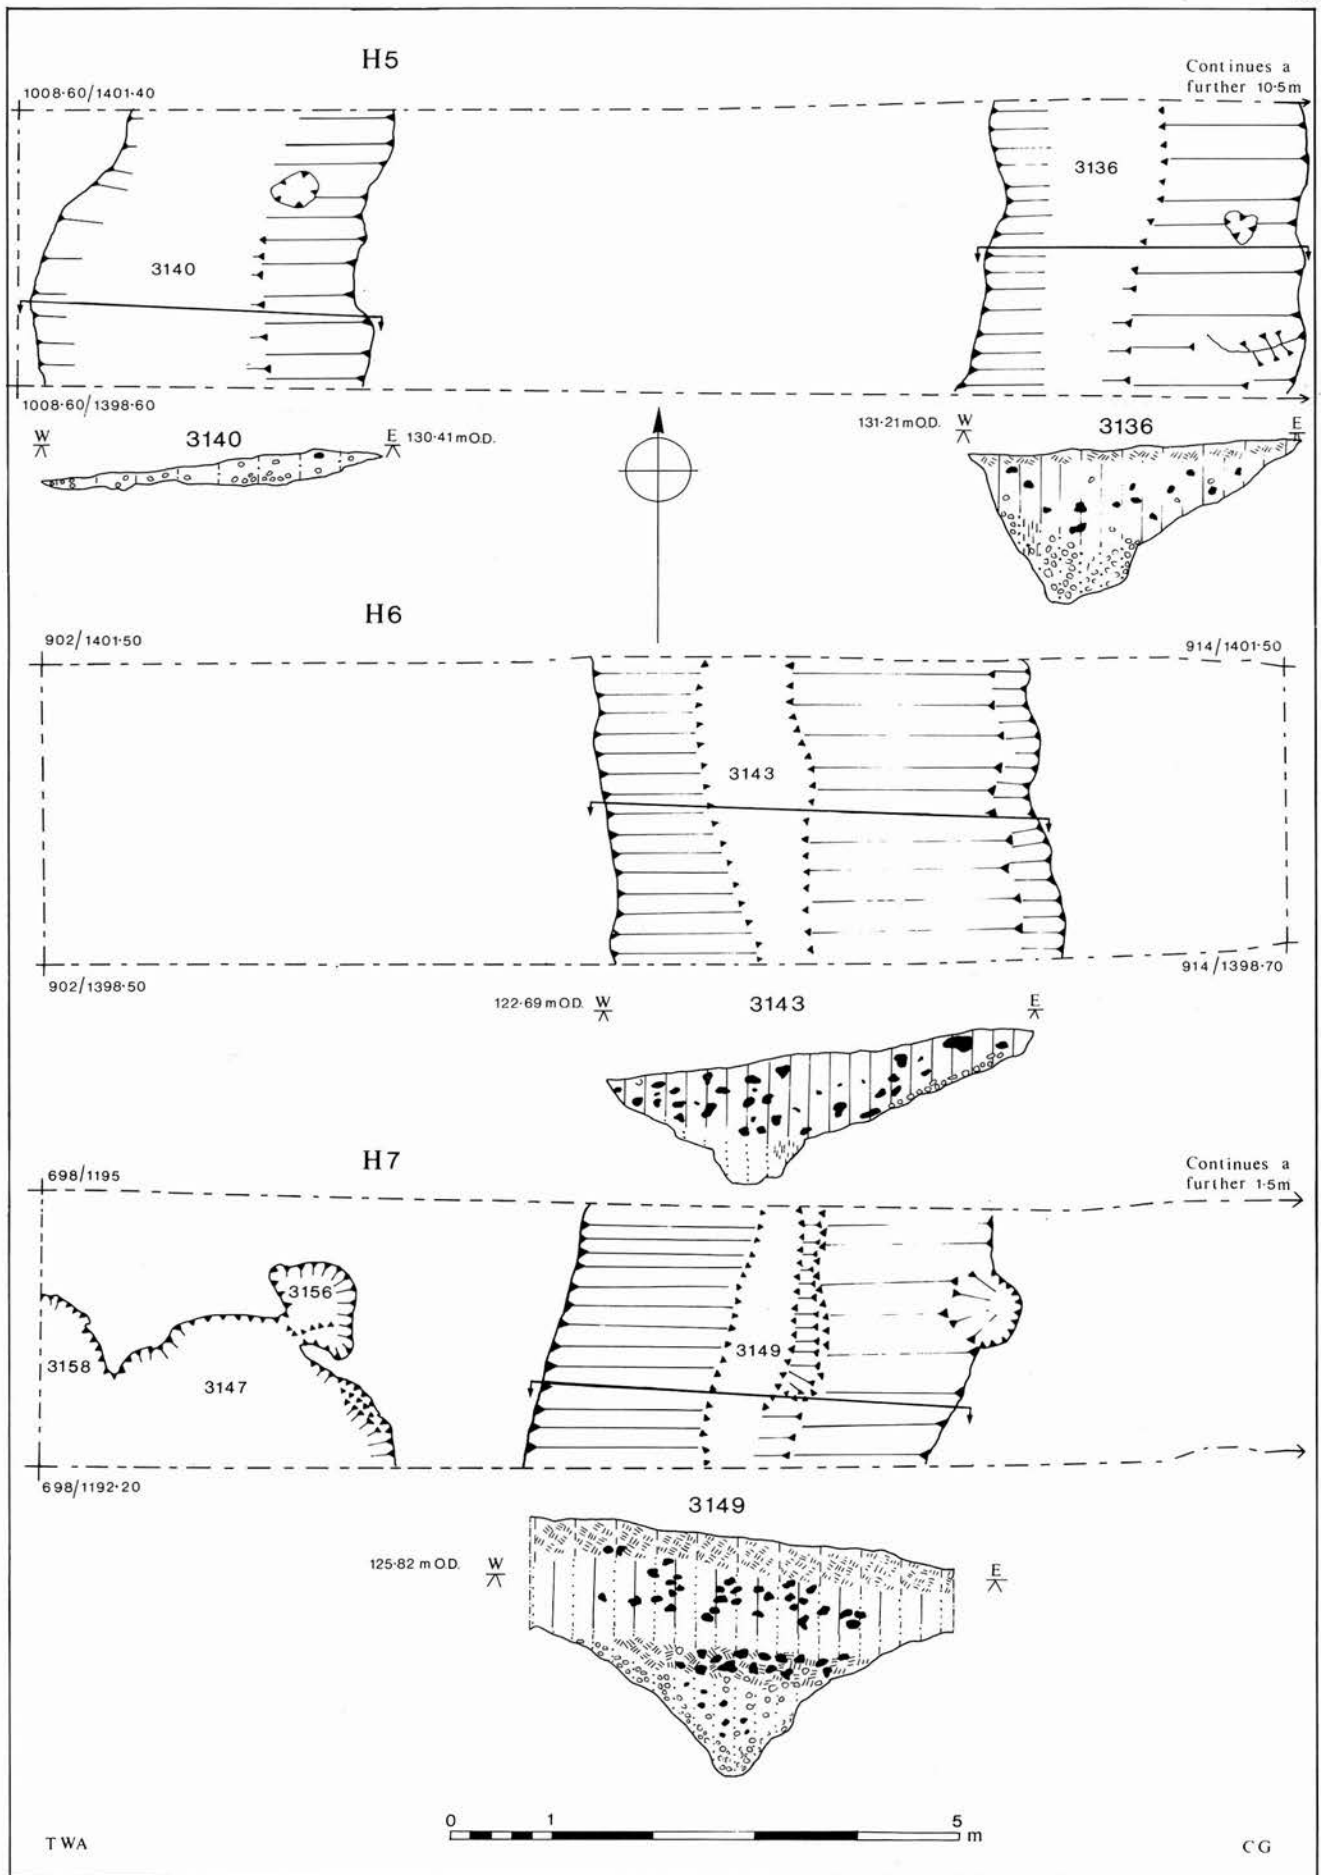 H5
Continues a
further 10·5m
1008·60/1401·40
3136
3140
1008·60/1398·60
W 3140 E 130·41 m O.D.
131·21 m O.D. W 3136 E
H6
902/1401·50
914/1401·50
3143
902/1398·50
914/1398·70
122·69 m O.D. W 3143 E
H7
698/1195
Continues a
further 1·5m
3156
3149
3158
3147
698/1192·20
3149
125·82 m O.D. W E
0 1 5 m
TWA
CG